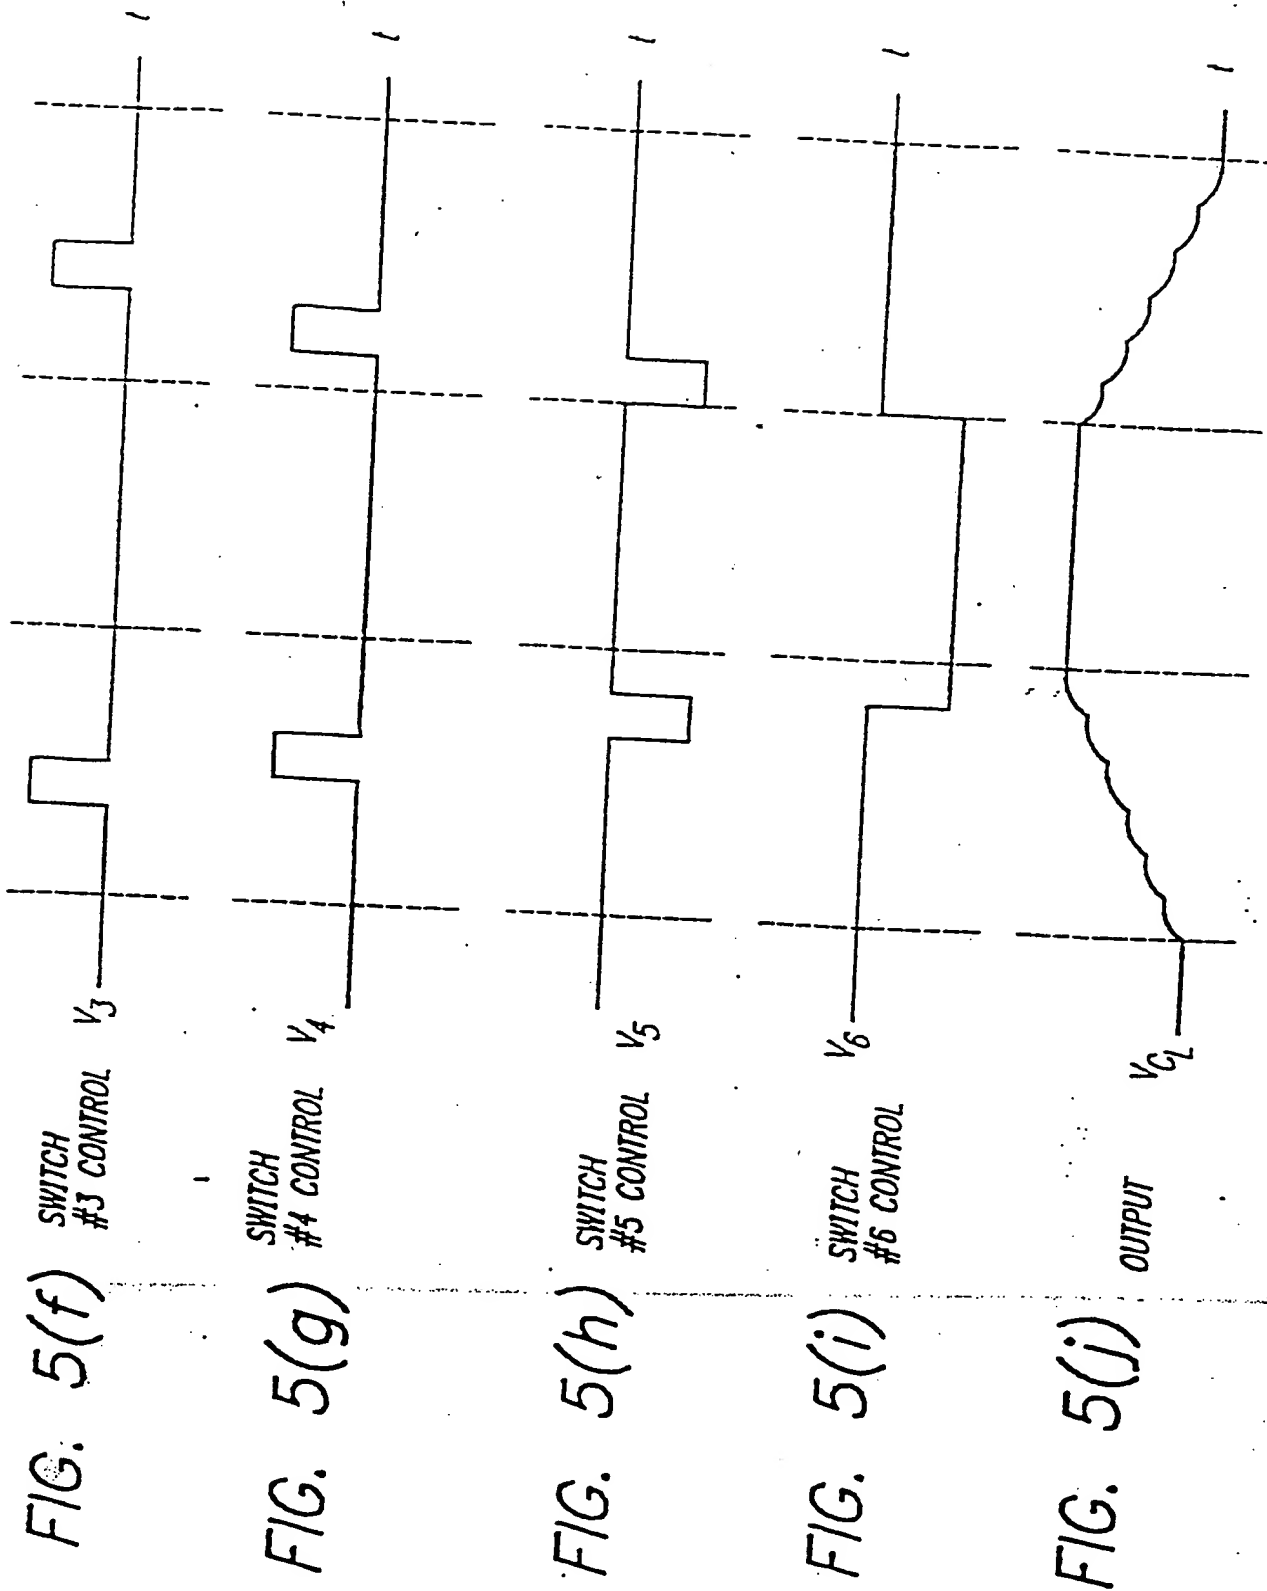 FIG. 5(f)
SWITCH
#3 CONTROL
V3
t
FIG. 5(g)
SWITCH
#4 CONTROL
V4
t
FIG. 5(h)
SWITCH
#5 CONTROL
V5
t
FIG. 5(i)
SWITCH
#6 CONTROL
V6
t
FIG. 5(j)
OUTPUT
VCL
t